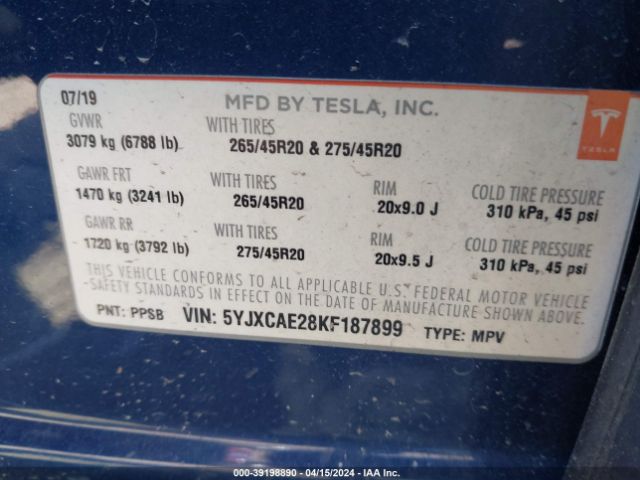 07/19 MFD BY TESLA, INC.
GVWR WITH TIRES
3079 kg (6788 lb) 265/45R20 & 275/45R20
TESLA
GAWR FRT WITH TIRES RIM COLD TIRE PRESSURE
1470 kg (3241 lb) 265/45R20 20x9.0 J 310 kPa, 45 psi
GAWR RR WITH TIRES RIM COLD TIRE PRESSURE
1720 kg (3792 lb) 275/45R20 20x9.5 J 310 kPa, 45 psi
THIS VEHICLE CONFORMS TO ALL APPLICABLE U.S. FEDERAL MOTOR VEHICLE
SAFETY STANDARDS IN EFFECT ON THE DATE OF MANUFACTURE SHOWN ABOVE.
PNT: PPSB VIN: 5YJXCAE28KF187899 TYPE: MPV
000-39198890 - 04/15/2024 - IAA Inc.